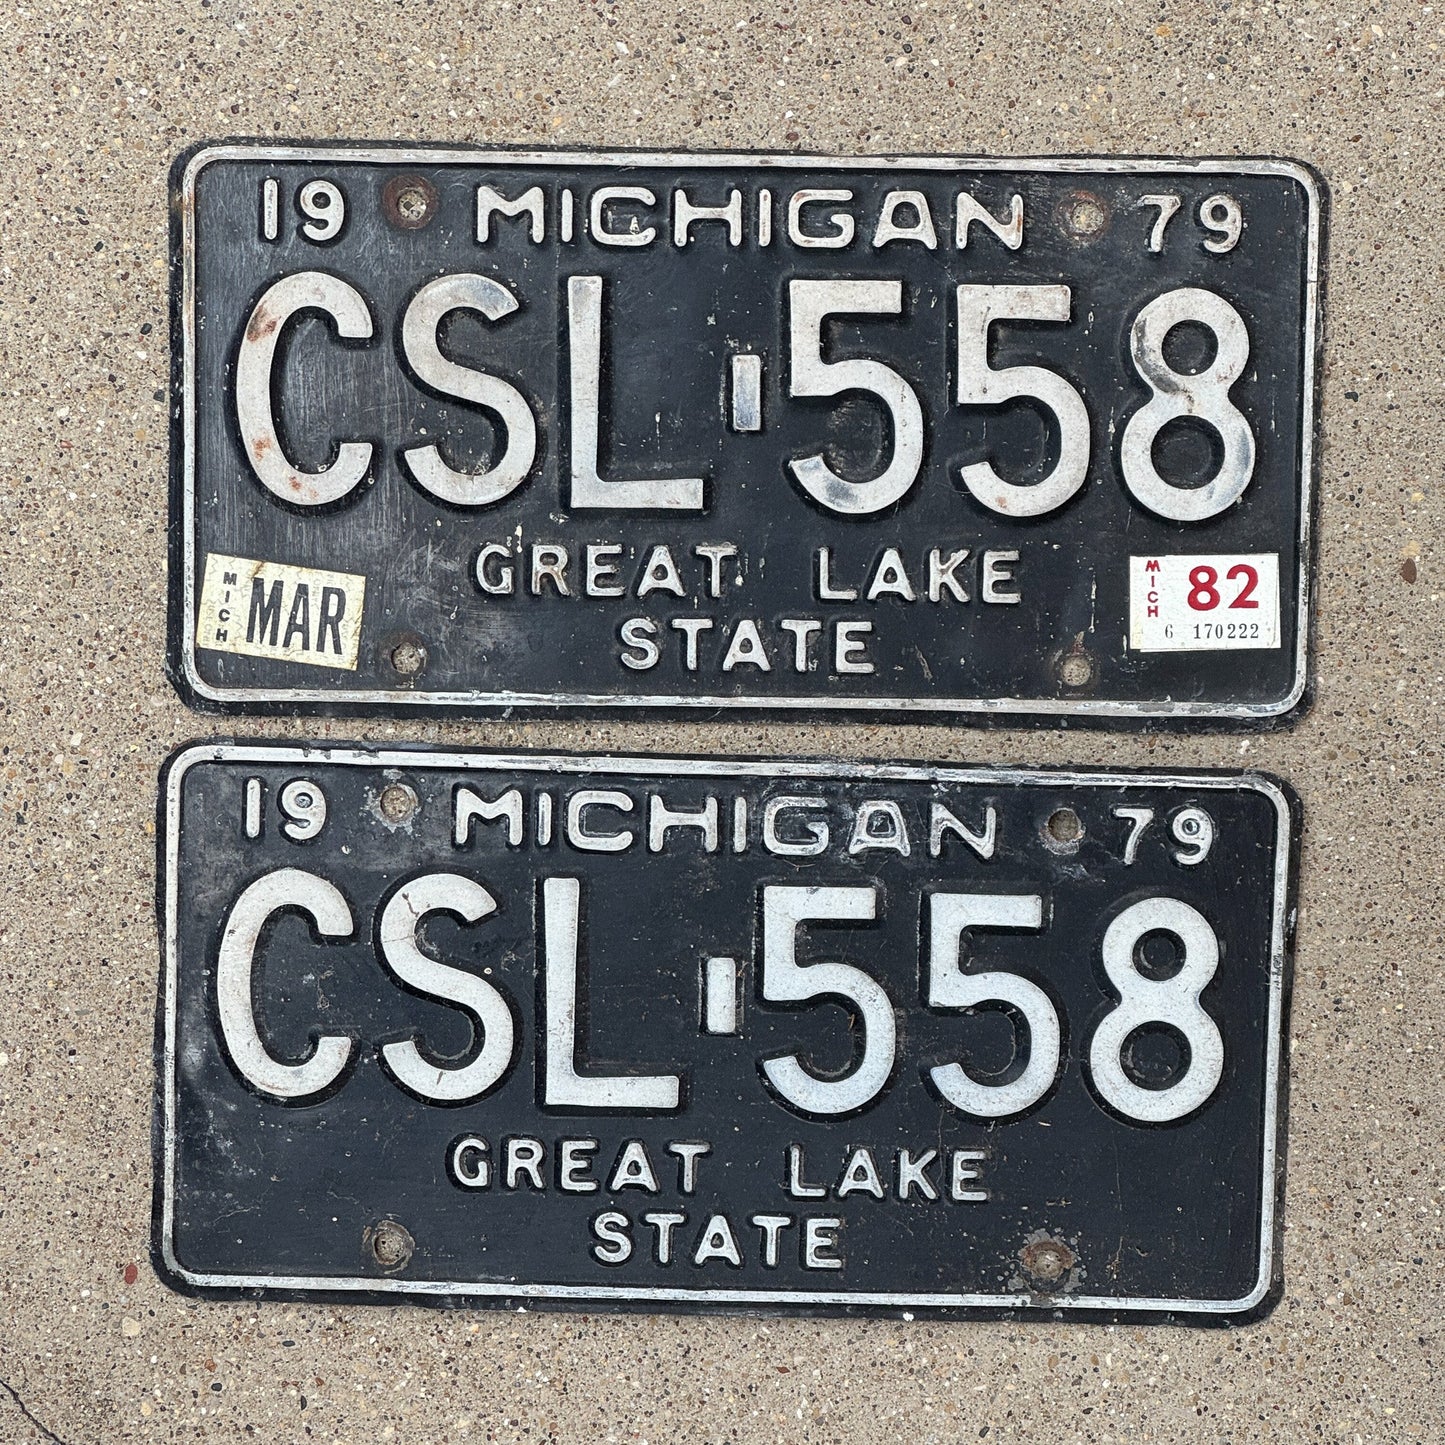 19 MICHIGAN 79
CSL-558
GREAT LAKE
STATE
MICH MAR
MICH 82
6 170222
19 MICHIGAN 79
CSL-558
GREAT LAKE
STATE